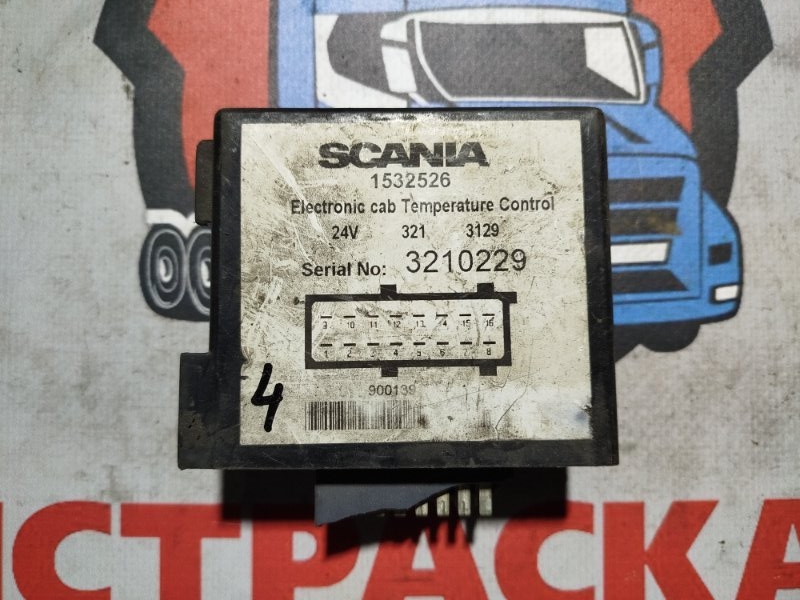 SCANIA
1532526
Electronic cab Temperature Control
24V 321 3129
Serial No: 3210229
9 10 11 12 13 14 15 16
1 2 3 4 5 6 7 8
900139
4
ИСТРАСКА